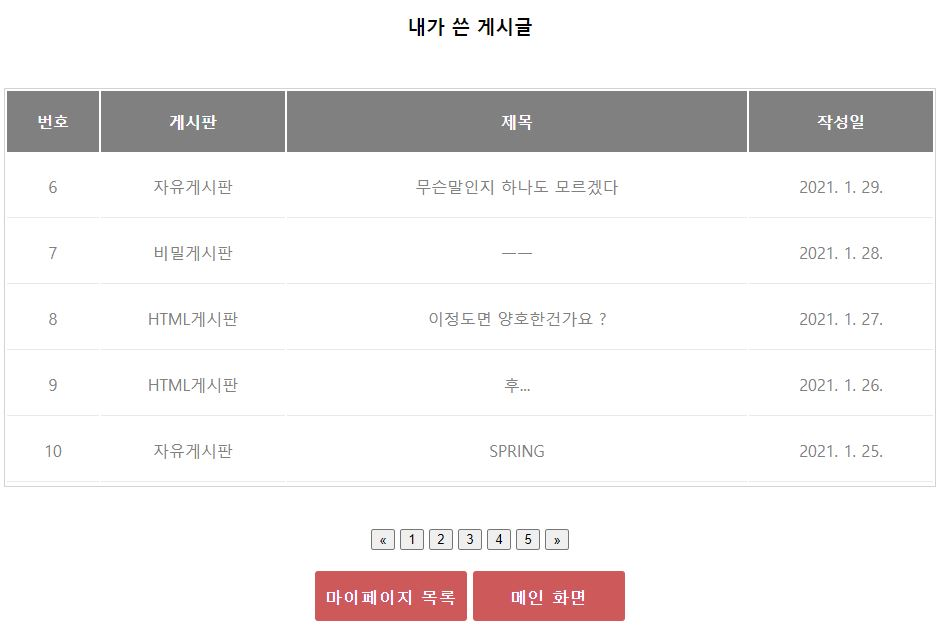 내가 쓴 게시글
번호 게시판 제목 작성일
6 자유게시판 무슨말인지 하나도 모르겠다 2021. 1. 29.
7 비밀게시판 ㅡㅡ 2021. 1. 28.
8 HTML게시판 이정도면 양호한건가요 ? 2021. 1. 27.
9 HTML게시판 후... 2021. 1. 26.
10 자유게시판 SPRING 2021. 1. 25.
« 1 2 3 4 5 »
마이페이지 목록 메인 화면